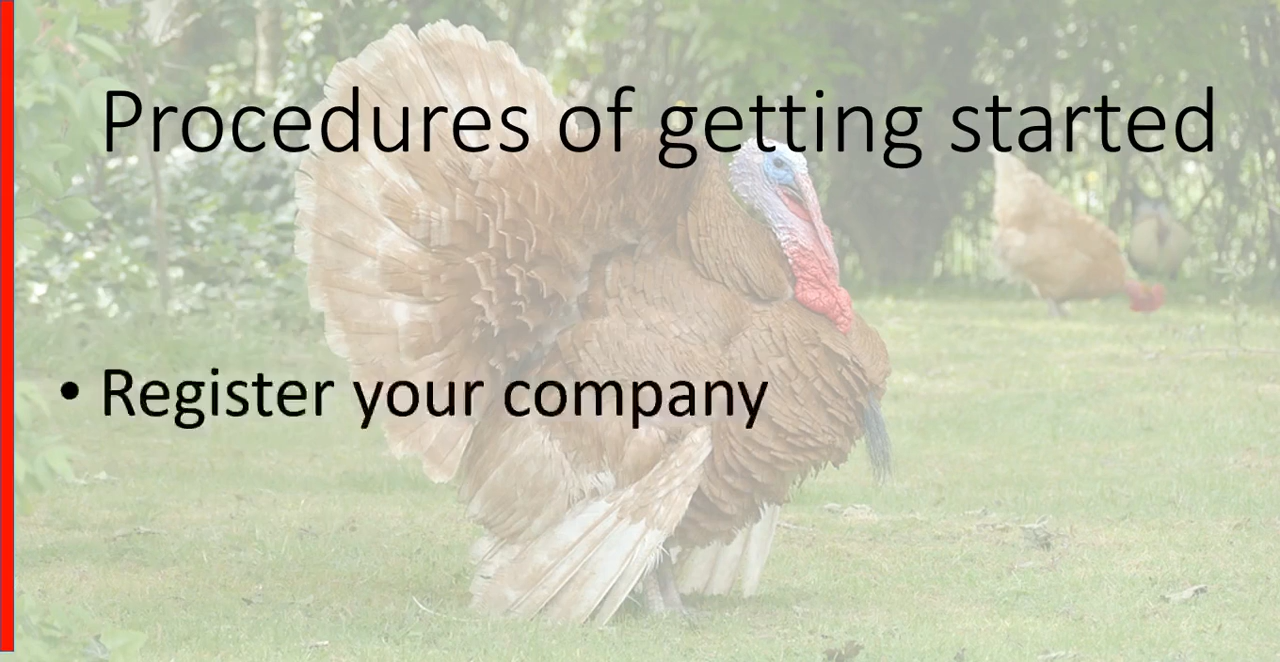 Procedures of getting started
• Register your company